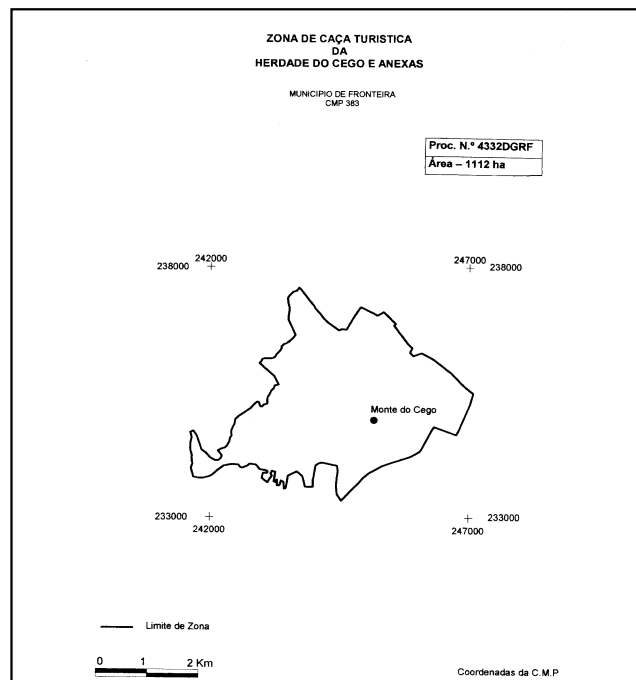 ZONA DE CAÇA TURISTICA
DA
HERDADE DO CEGO E ANEXAS
MUNICIPIO DE FRONTEIRA
CMP 383
Proc. N.º 4332DGRF
Área – 1112 ha
242000
238000
247000
238000
Monte do Cego
233000
242000
233000
247000
Limite de Zona
0 1 2 Km
Coordenadas da C.M.P